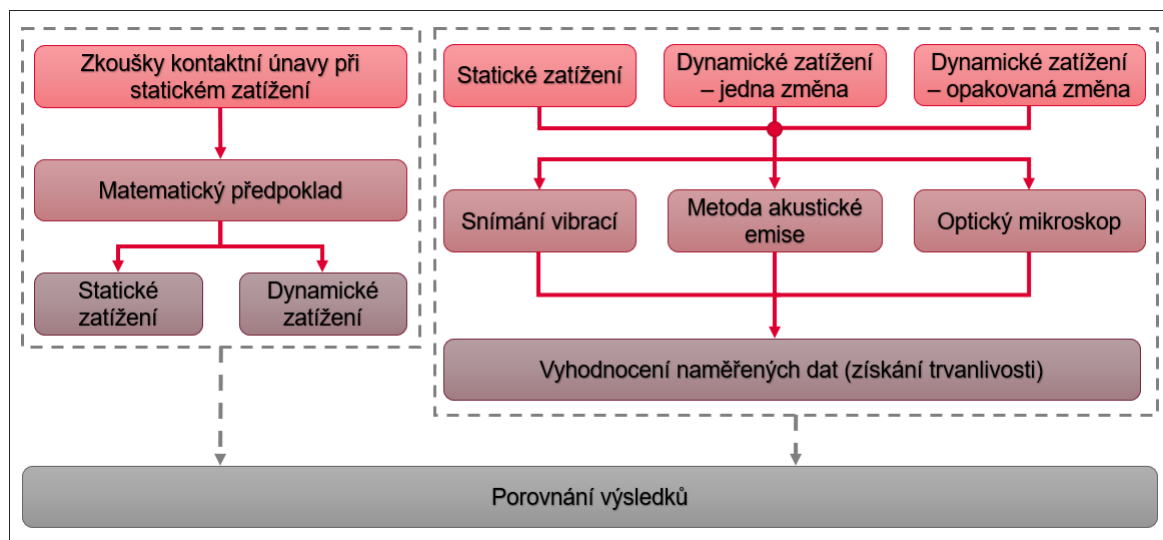 Zkoušky kontaktní únavy při
statickém zatížení
Matematický předpoklad
Statické
zatížení
Dynamické
zatížení
Statické zatížení
Dynamické zatížení
– jedna změna
Dynamické zatížení
– opakovaná změna
Snímání vibrací
Metoda akustické
emise
Optický mikroskop
Vyhodnocení naměřených dat (získání trvanlivosti)
Porovnání výsledků